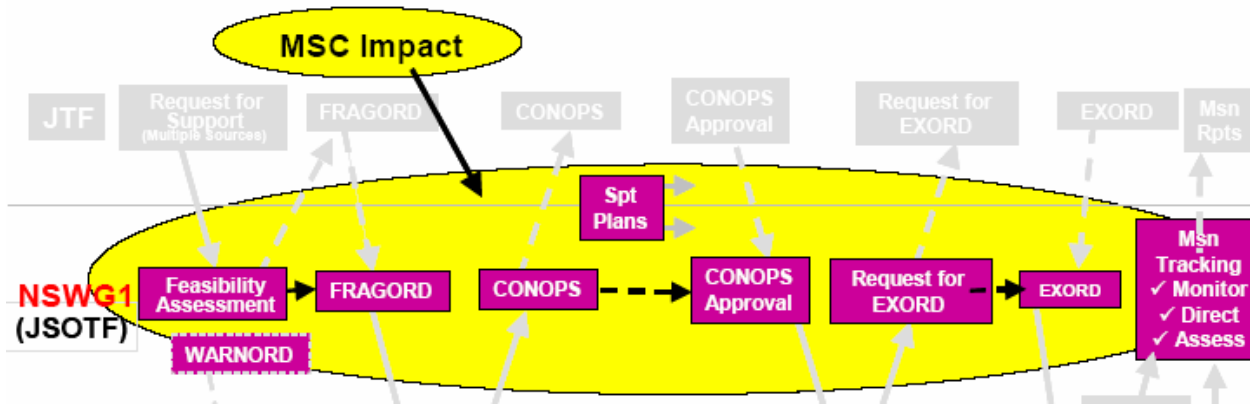 MSC Impact
JTF
Request for
Support
(Multiple Sources)
FRAGORD
CONOPS
CONOPS
Approval
Request for
EXORD
EXORD
Msn
Rpts
Spt
Plans
NSWG1
(JSOTF)
Feasibility
Assessment
FRAGORD
CONOPS
CONOPS
Approval
Request for
EXORD
EXORD
Msn
Tracking
✓ Monitor
✓ Direct
✓ Assess
WARNORD